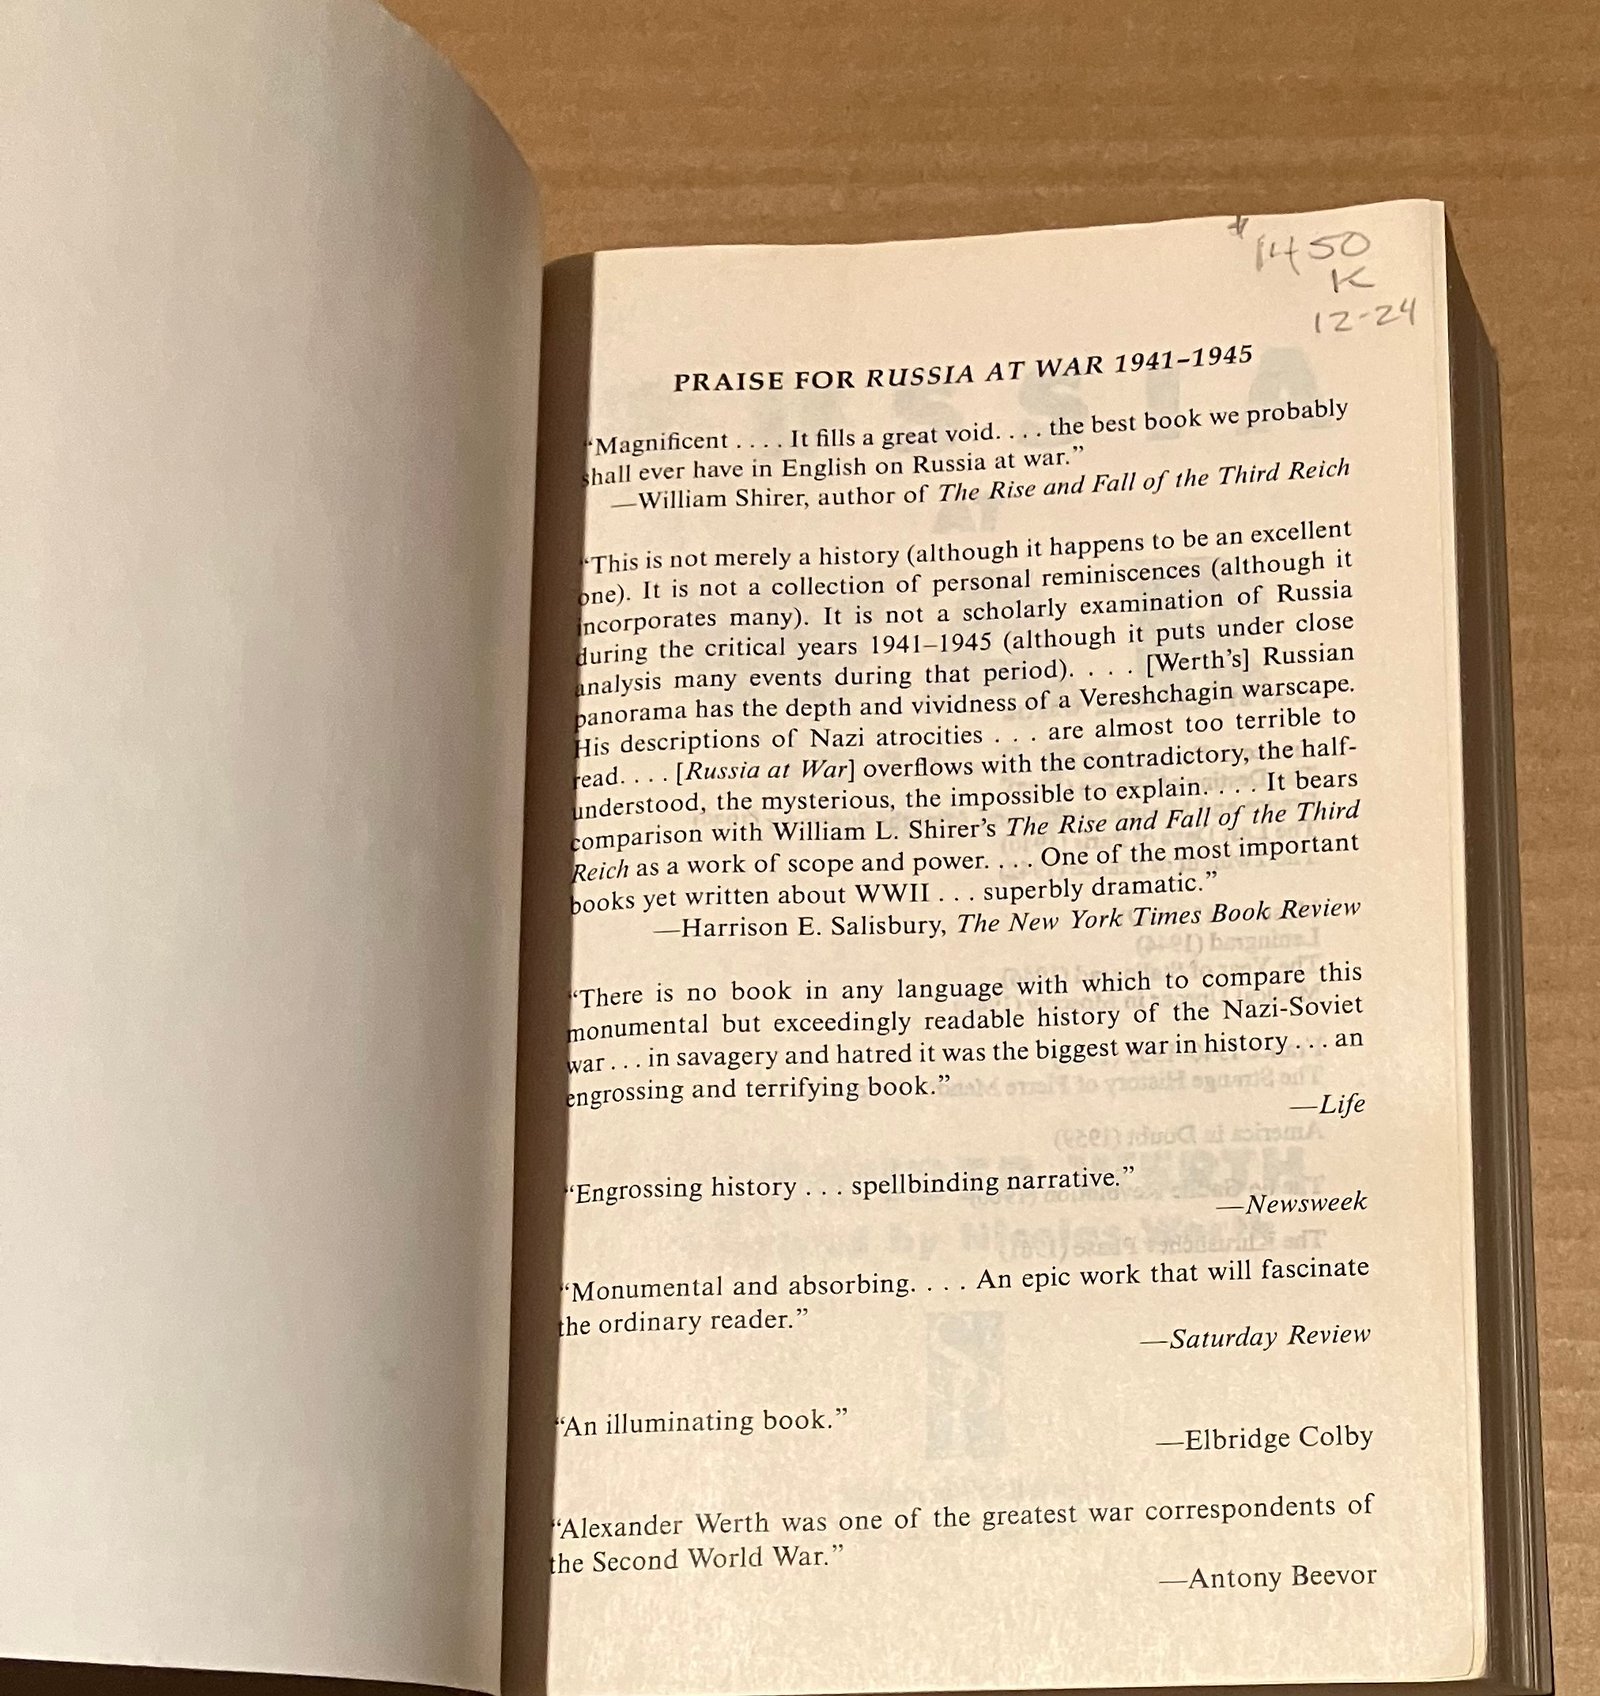 $1450
K
12-24
PRAISE FOR RUSSIA AT WAR 1941–1945
“Magnificent . . . . It fills a great void. . . . the best book we probably
shall ever have in English on Russia at war.”
—William Shirer, author of The Rise and Fall of the Third Reich
“This is not merely a history (although it happens to be an excellent
one). It is not a collection of personal reminiscences (although it
incorporates many). It is not a scholarly examination of Russia
during the critical years 1941–1945 (although it puts under close
analysis many events during that period). . . . [Werth’s] Russian
panorama has the depth and vividness of a Vereshchagin warscape.
His descriptions of Nazi atrocities . . . are almost too terrible to
read. . . . [Russia at War] overflows with the contradictory, the half-
understood, the mysterious, the impossible to explain. . . . It bears
comparison with William L. Shirer’s The Rise and Fall of the Third
Reich as a work of scope and power. . . . One of the most important
books yet written about WWII . . . superbly dramatic.”
—Harrison E. Salisbury, The New York Times Book Review
“There is no book in any language with which to compare this
monumental but exceedingly readable history of the Nazi-Soviet
war . . . in savagery and hatred it was the biggest war in history . . . an
engrossing and terrifying book.”
—Life
“Engrossing history . . . spellbinding narrative.”
—Newsweek
“Monumental and absorbing. . . . An epic work that will fascinate
the ordinary reader.”
—Saturday Review
“An illuminating book.”
—Elbridge Colby
“Alexander Werth was one of the greatest war correspondents of
the Second World War.”
—Antony Beevor